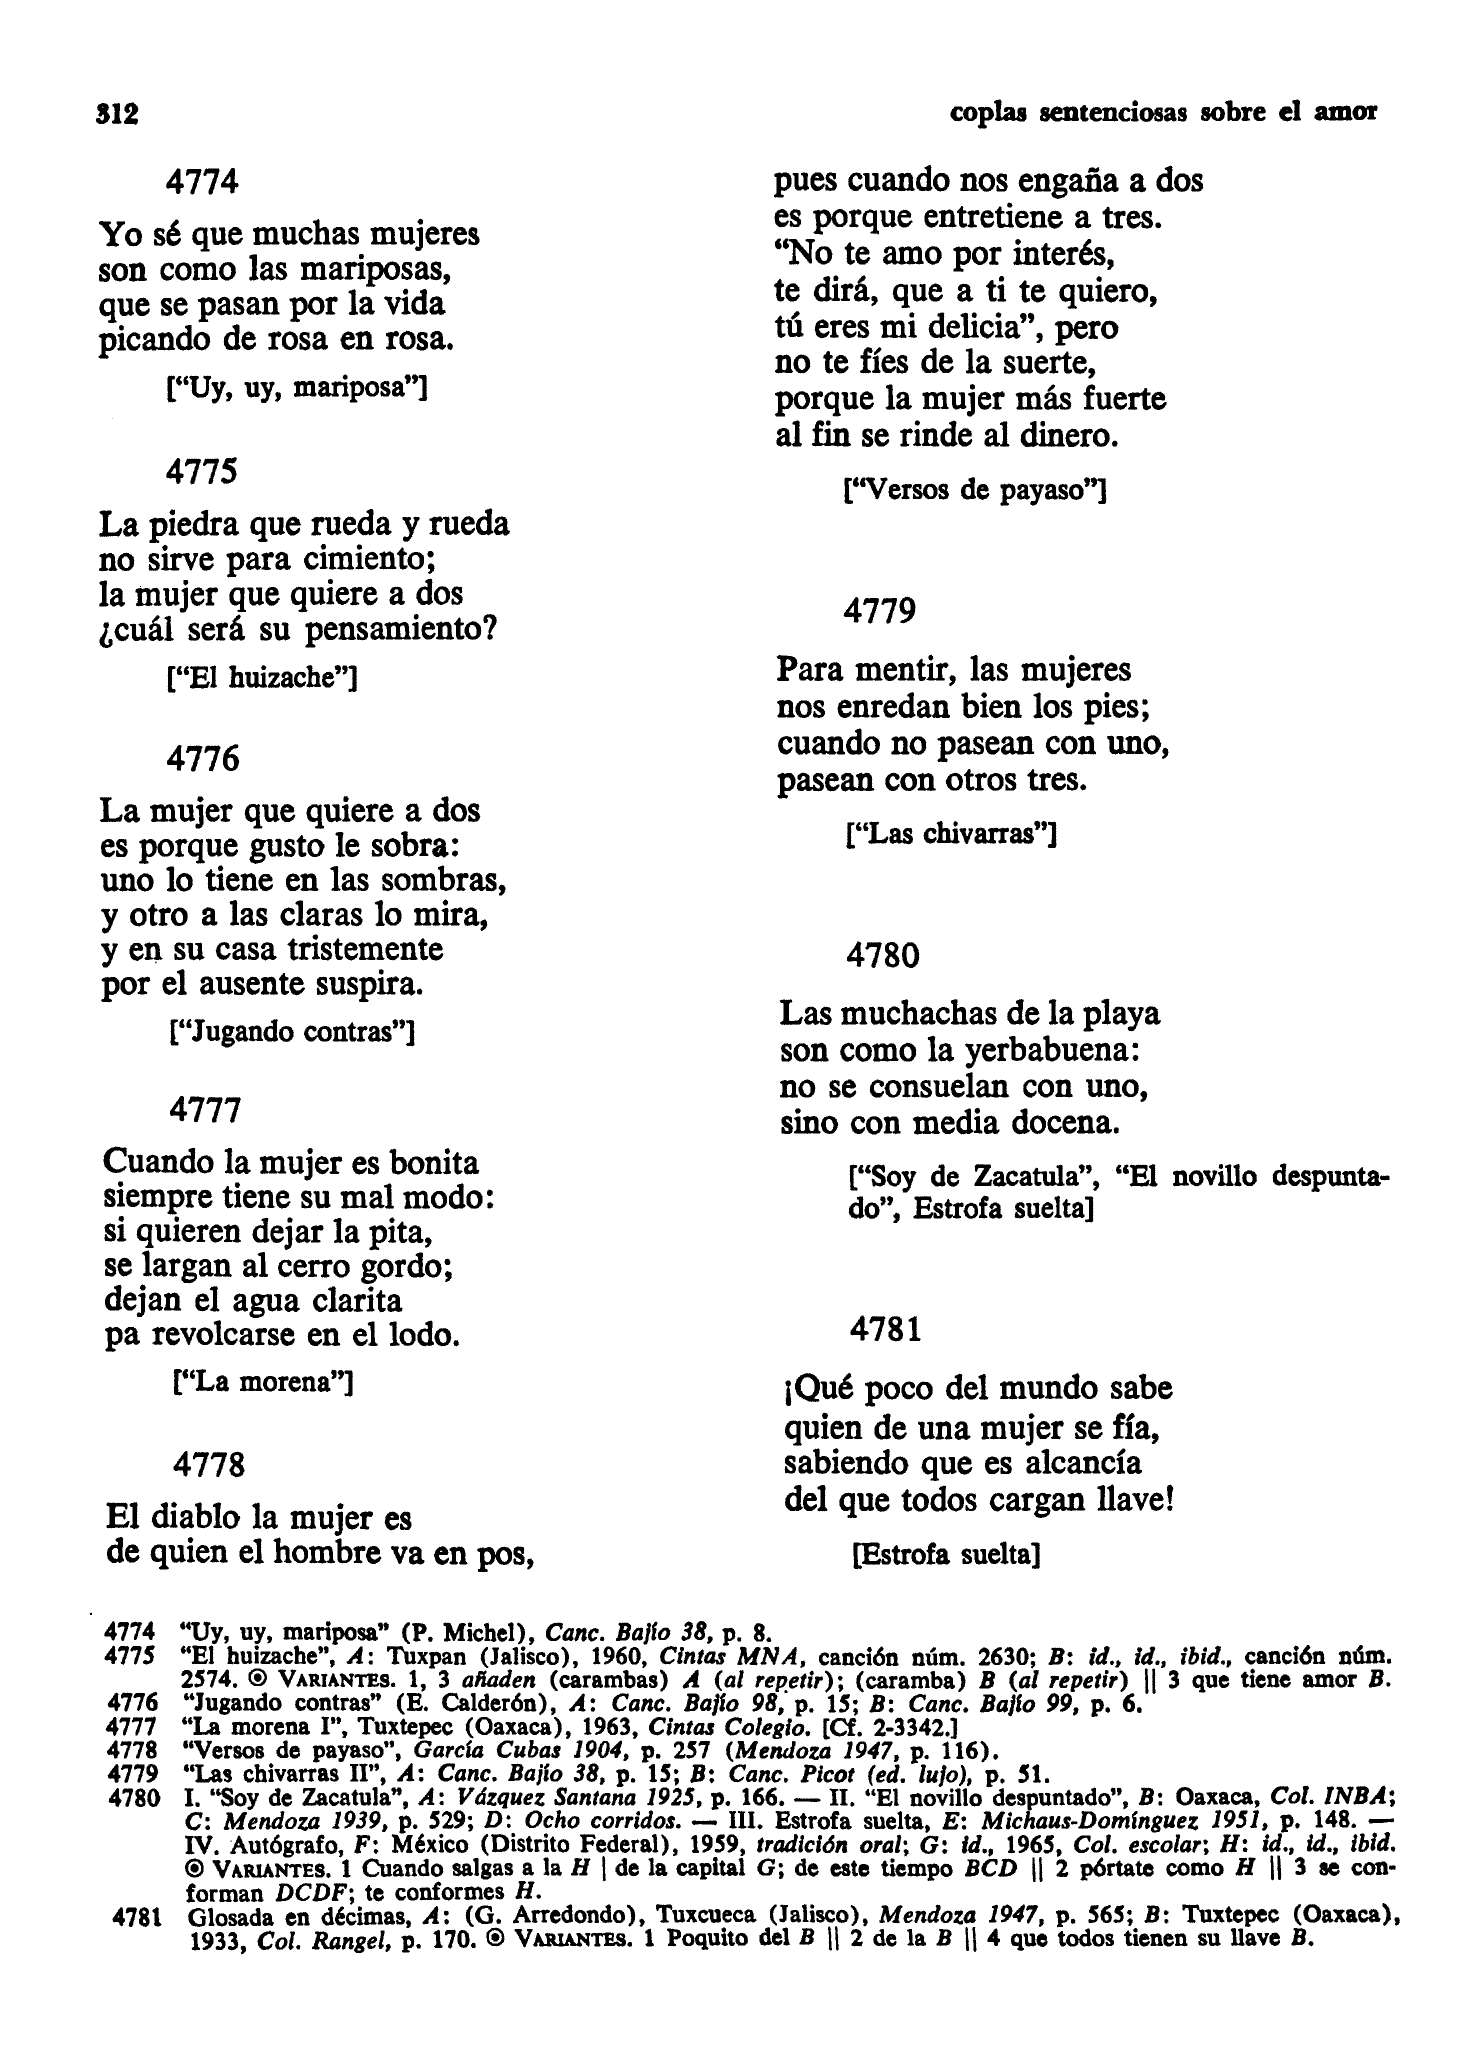 312
coplas sentenciosas sobre el amor
4774
Yo sé que muchas mujeres
son como las mariposas,
que se pasan por la vida
picando de rosa en rosa.
[“Uy, uy, mariposa”]
4775
La piedra que rueda y rueda
no sirve para cimiento;
la mujer que quiere a dos
¿cuál será su pensamiento?
[“El huizache”]
4776
La mujer que quiere a dos
es porque gusto le sobra:
uno lo tiene en las sombras,
y otro a las claras lo mira,
y en su casa tristemente
por el ausente suspira.
[“Jugando contras”]
4777
Cuando la mujer es bonita
siempre tiene su mal modo:
si quieren dejar la pita,
se largan al cerro gordo;
dejan el agua clarita
pa revolcarse en el lodo.
[“La morena”]
4778
El diablo la mujer es
de quien el hombre va en pos,
pues cuando nos engaña a dos
es porque entretiene a tres.
“No te amo por interés,
te dirá, que a ti te quiero,
tú eres mi delicia”, pero
no te fíes de la suerte,
porque la mujer más fuerte
al fin se rinde al dinero.
[“Versos de payaso”]
4779
Para mentir, las mujeres
nos enredan bien los pies;
cuando no pasean con uno,
pasean con otros tres.
[“Las chivarras”]
4780
Las muchachas de la playa
son como la yerbabuena:
no se consuelan con uno,
sino con media docena.
[“Soy de Zacatula”, “El novillo despunta-
do”, Estrofa suelta]
4781
¡Qué poco del mundo sabe
quien de una mujer se fía,
sabiendo que es alcancía
del que todos cargan llave!
[Estrofa suelta]
4774 “Uy, uy, mariposa” (P. Michel), Canc. Bajío 38, p. 8.
4775 “El huizache”, A: Tuxpan (Jalisco), 1960, Cintas MNA, canción núm. 2630; B: id., id., ibid., canción núm.
2574. ® VARIANTES. 1, 3 añaden (carambas) A (al repetir); (caramba) B (al repetir) || 3 que tiene amor B.
4776 “Jugando contras” (E. Calderón), A: Canc. Bajío 98, p. 15; B: Canc. Bajío 99, p. 6.
4777 “La morena I”, Tuxtepec (Oaxaca), 1963, Cintas Colegio. [Cf. 2-3342.]
4778 “Versos de payaso”, García Cubas 1904, p. 257 (Mendoza 1947, p. 116).
4779 “Las chivarras II”, A: Canc. Bajío 38, p. 15; B: Canc. Picot (ed. lujo), p. 51.
4780 I. “Soy de Zacatula”, A: Vázquez Santana 1925, p. 166. — II. “El novillo despuntado”, B: Oaxaca, Col. INBA;
C: Mendoza 1939, p. 529; D: Ocho corridos. — III. Estrofa suelta, E: Michaus-Domínguez 1951, p. 148. —
IV. Autógrafo, F: México (Distrito Federal), 1959, tradición oral; G: id., 1965, Col. escolar; H: id., id., ibid.
® VARIANTES. 1 Cuando salgas a la H | de la capital G; de este tiempo BCD || 2 pórtate como H || 3 se con-
forman DCDF; te conformes H.
4781 Glosada en décimas, A: (G. Arredondo), Tuxcueca (Jalisco), Mendoza 1947, p. 565; B: Tuxtepec (Oaxaca),
1933, Col. Rangel, p. 170. ® VARIANTES. 1 Poquito del B || 2 de la B || 4 que todos tienen su llave B.